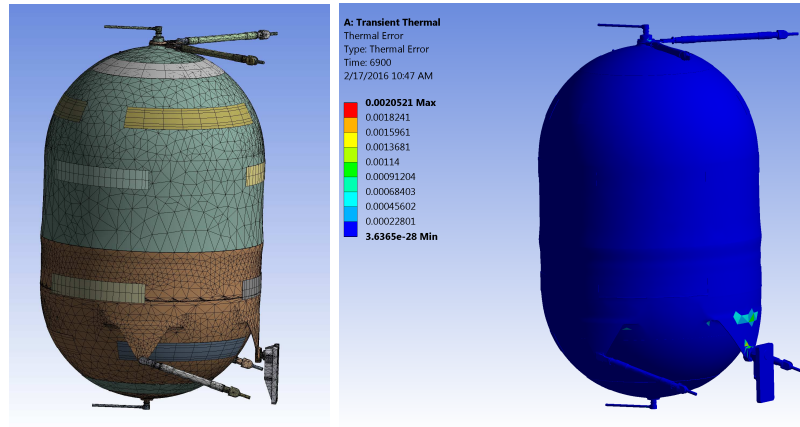 A: Transient Thermal
Thermal Error
Type: Thermal Error
Time: 6900
2/17/2016 10:47 AM
0.0020521 Max
0.0018241
0.0015961
0.0013681
0.00114
0.00091204
0.00068403
0.00045602
0.00022801
3.6365e-28 Min